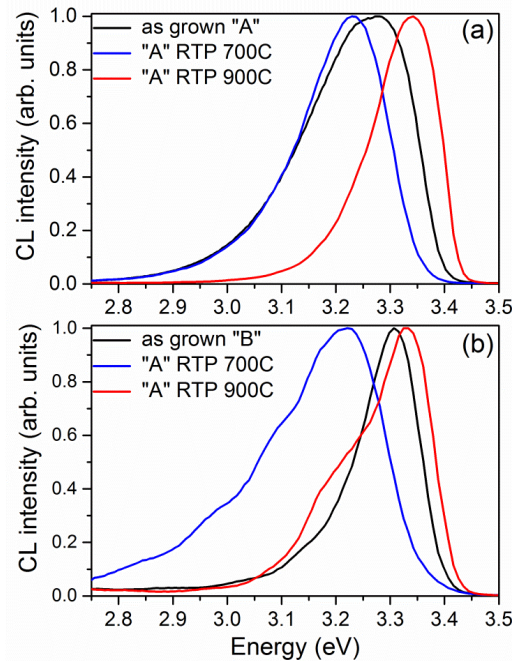 as grown "A"
"A" RTP 700C
"A" RTP 900C
(a)
CL intensity (arb. units)
1.0
0.8
0.6
0.4
0.2
0.0
2.8 2.9 3.0 3.1 3.2 3.3 3.4 3.5
as grown "B"
"A" RTP 700C
"A" RTP 900C
(b)
CL intensity (arb. units)
1.0
0.8
0.6
0.4
0.2
0.0
2.8 2.9 3.0 3.1 3.2 3.3 3.4 3.5
Energy (eV)